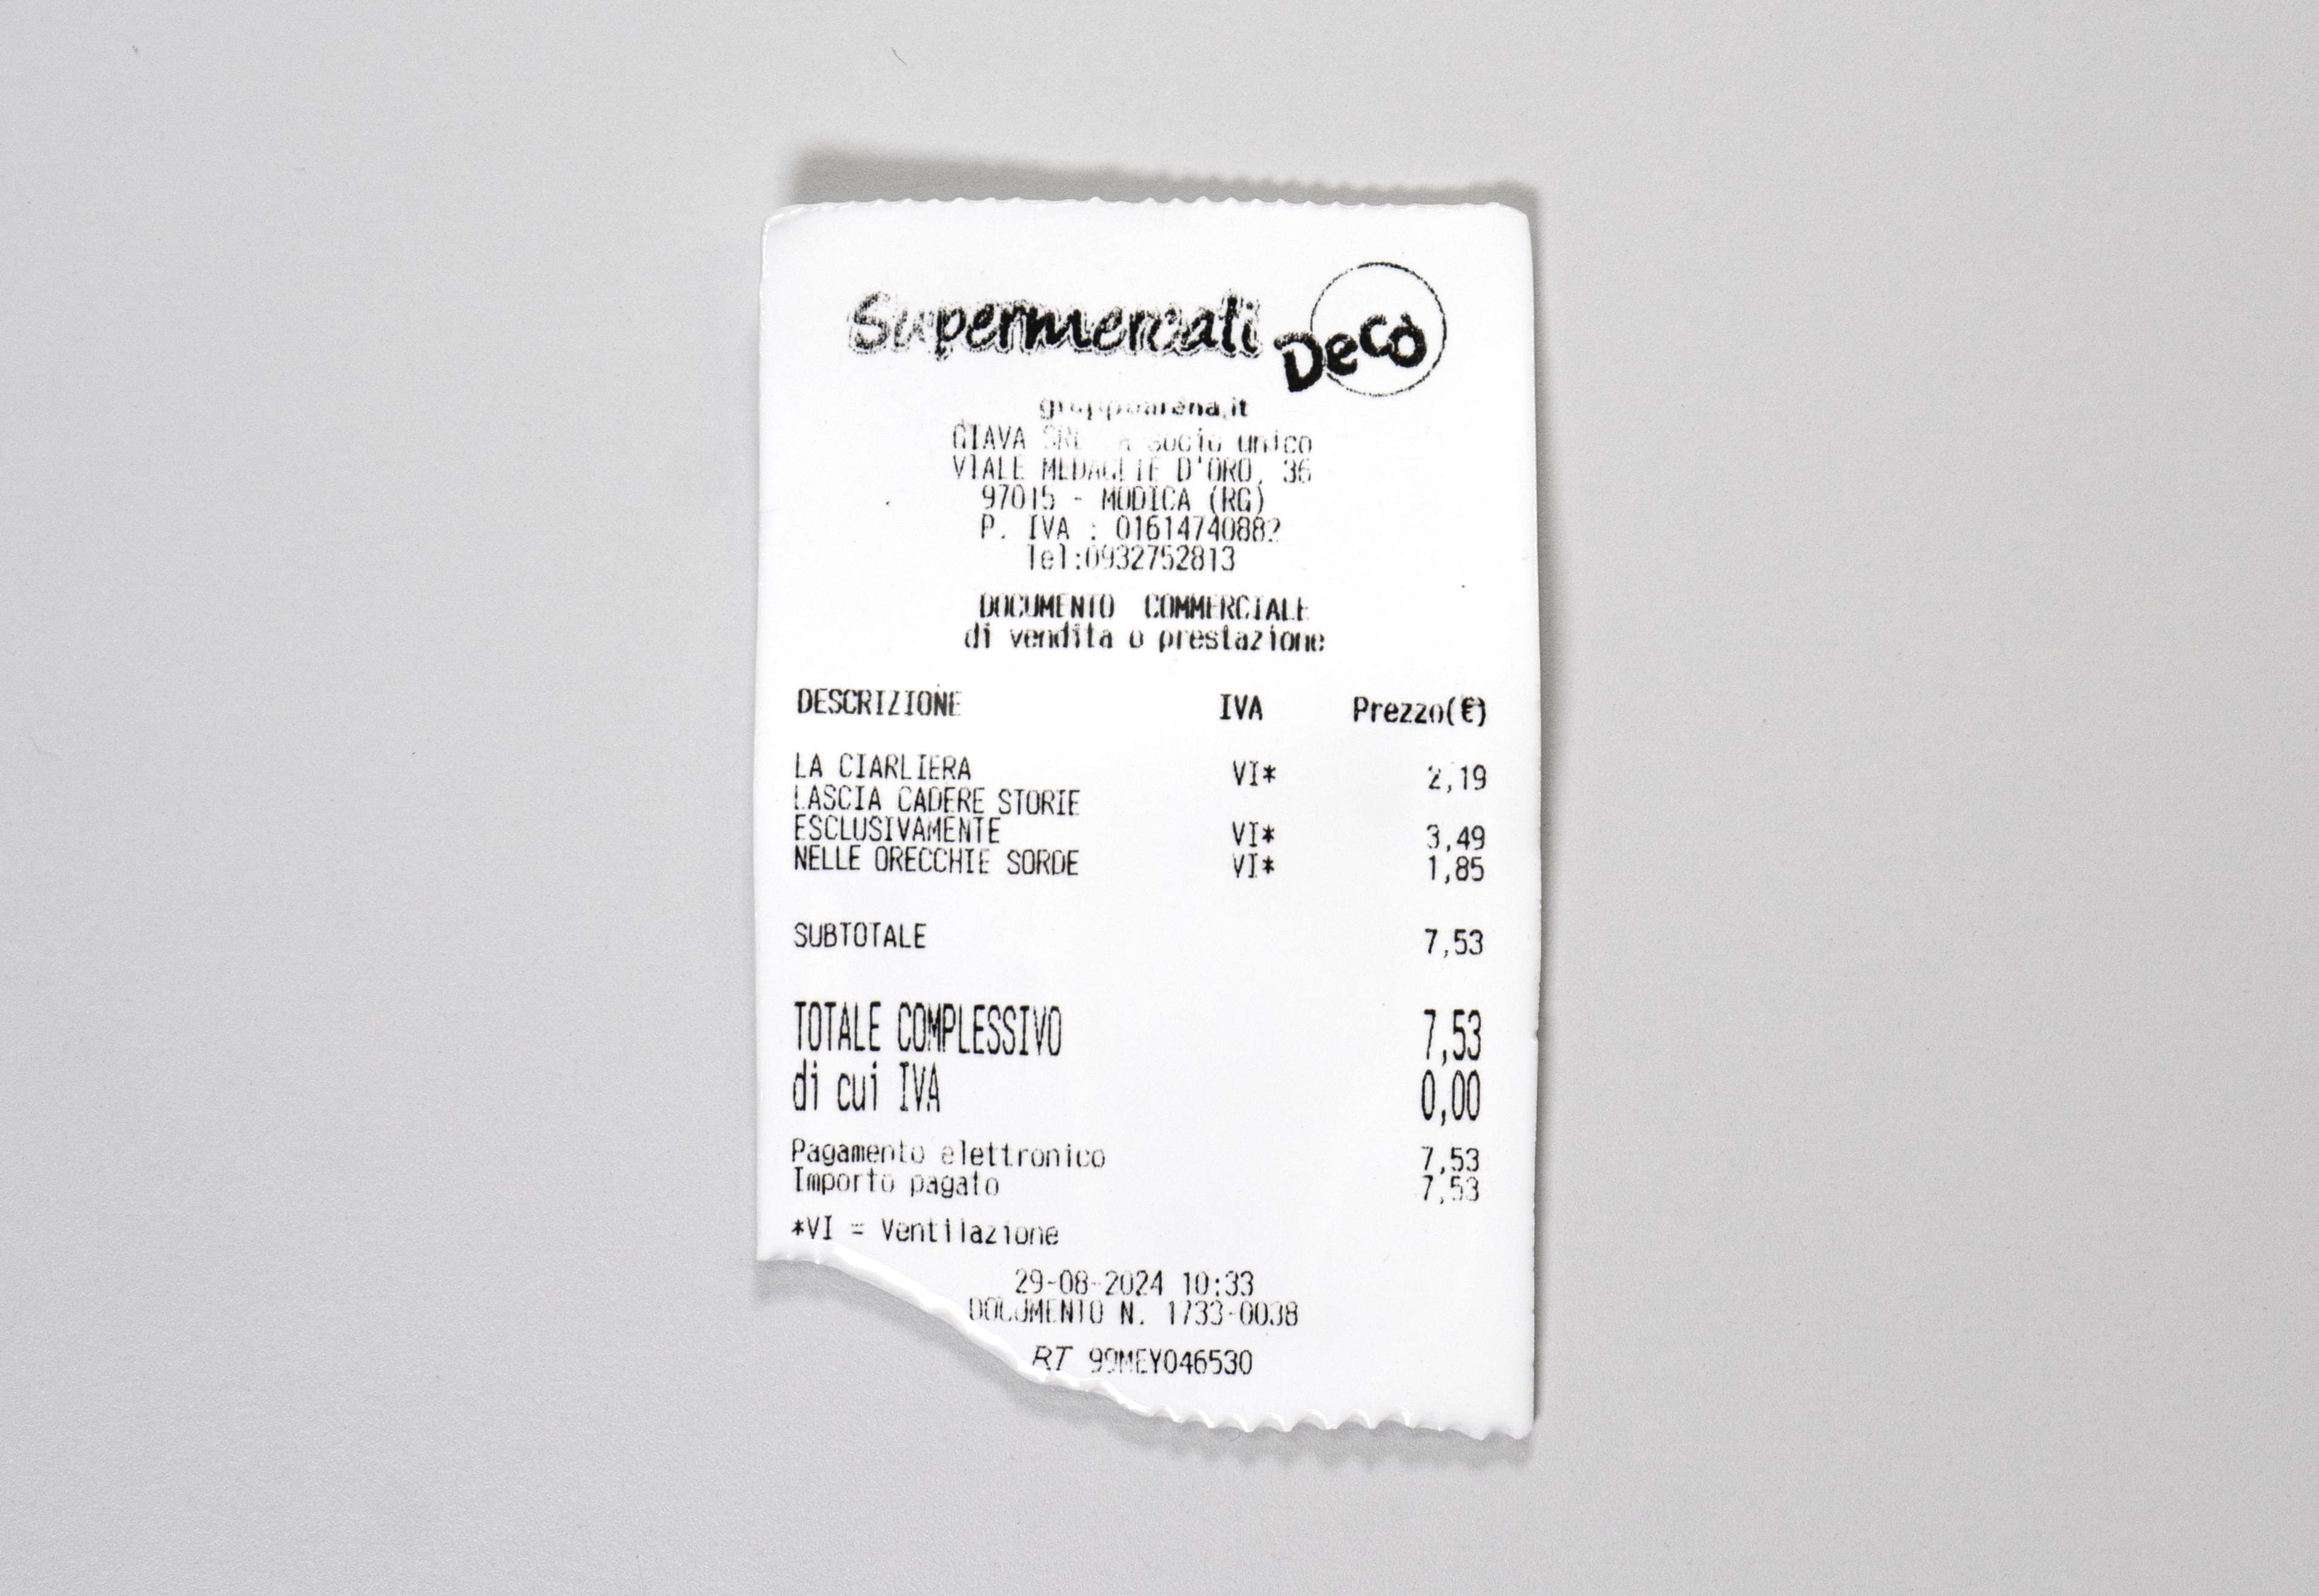 Supermercati Decò
gruppoarena.it
GIAVA SRL a socio unico
VIALE MEDAGLIE D'ORO, 36
97015 - MODICA (RG)
P. IVA : 01614740882
Tel:0932752813
DOCUMENTO COMMERCIALE
di vendita o prestazione
DESCRIZIONE IVA Prezzo(€)
LA CIARLIERA VI* 2,19
LASCIA CADERE STORIE
ESCLUSIVAMENTE VI* 3,49
NELLE ORECCHIE SORDE VI* 1,85
SUBTOTALE 7,53
TOTALE COMPLESSIVO 7,53
di cui IVA 0,00
Pagamento elettronico 7,53
Importo pagato 7,53
*VI = Ventilazione
29-08-2024 10:33
DOCUMENTO N. 1733-0038
RT 99MEY046530